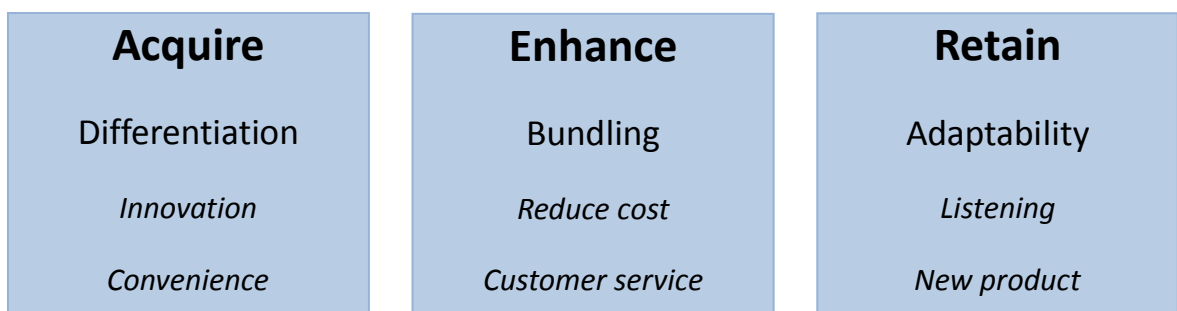 Acquire
Differentiation
Innovation
Convenience
Enhance
Bundling
Reduce cost
Customer service
Retain
Adaptability
Listening
New product